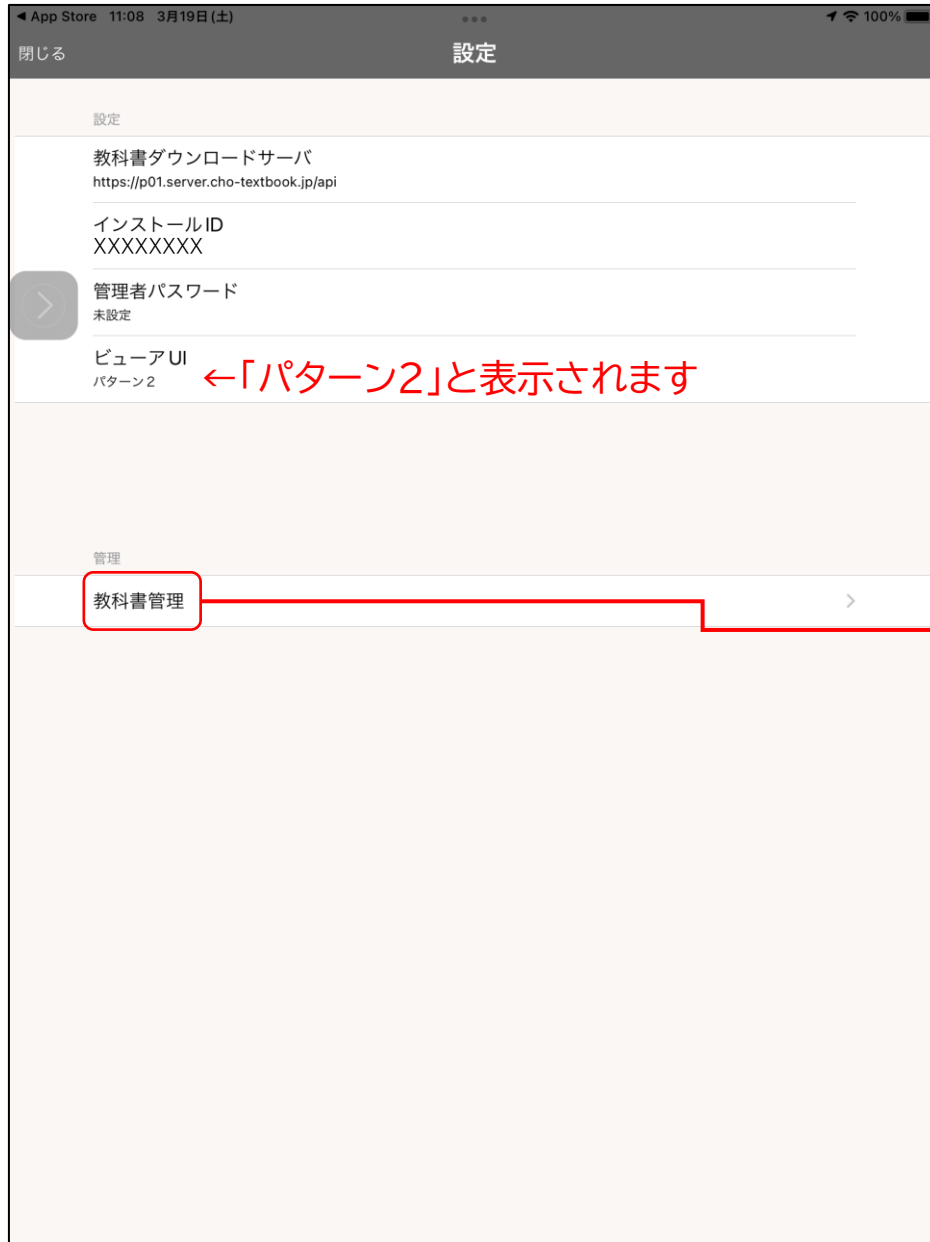 ◀ App Store 11:08 3月19日(土) 100%
閉じる 設定
設定
教科書ダウンロードサーバ
https://p01.server.cho-textbook.jp/api
インストールID
XXXXXXXX
管理者パスワード
未設定
ビューアUI
パターン2 ←「パターン2」と表示されます
管理
教科書管理